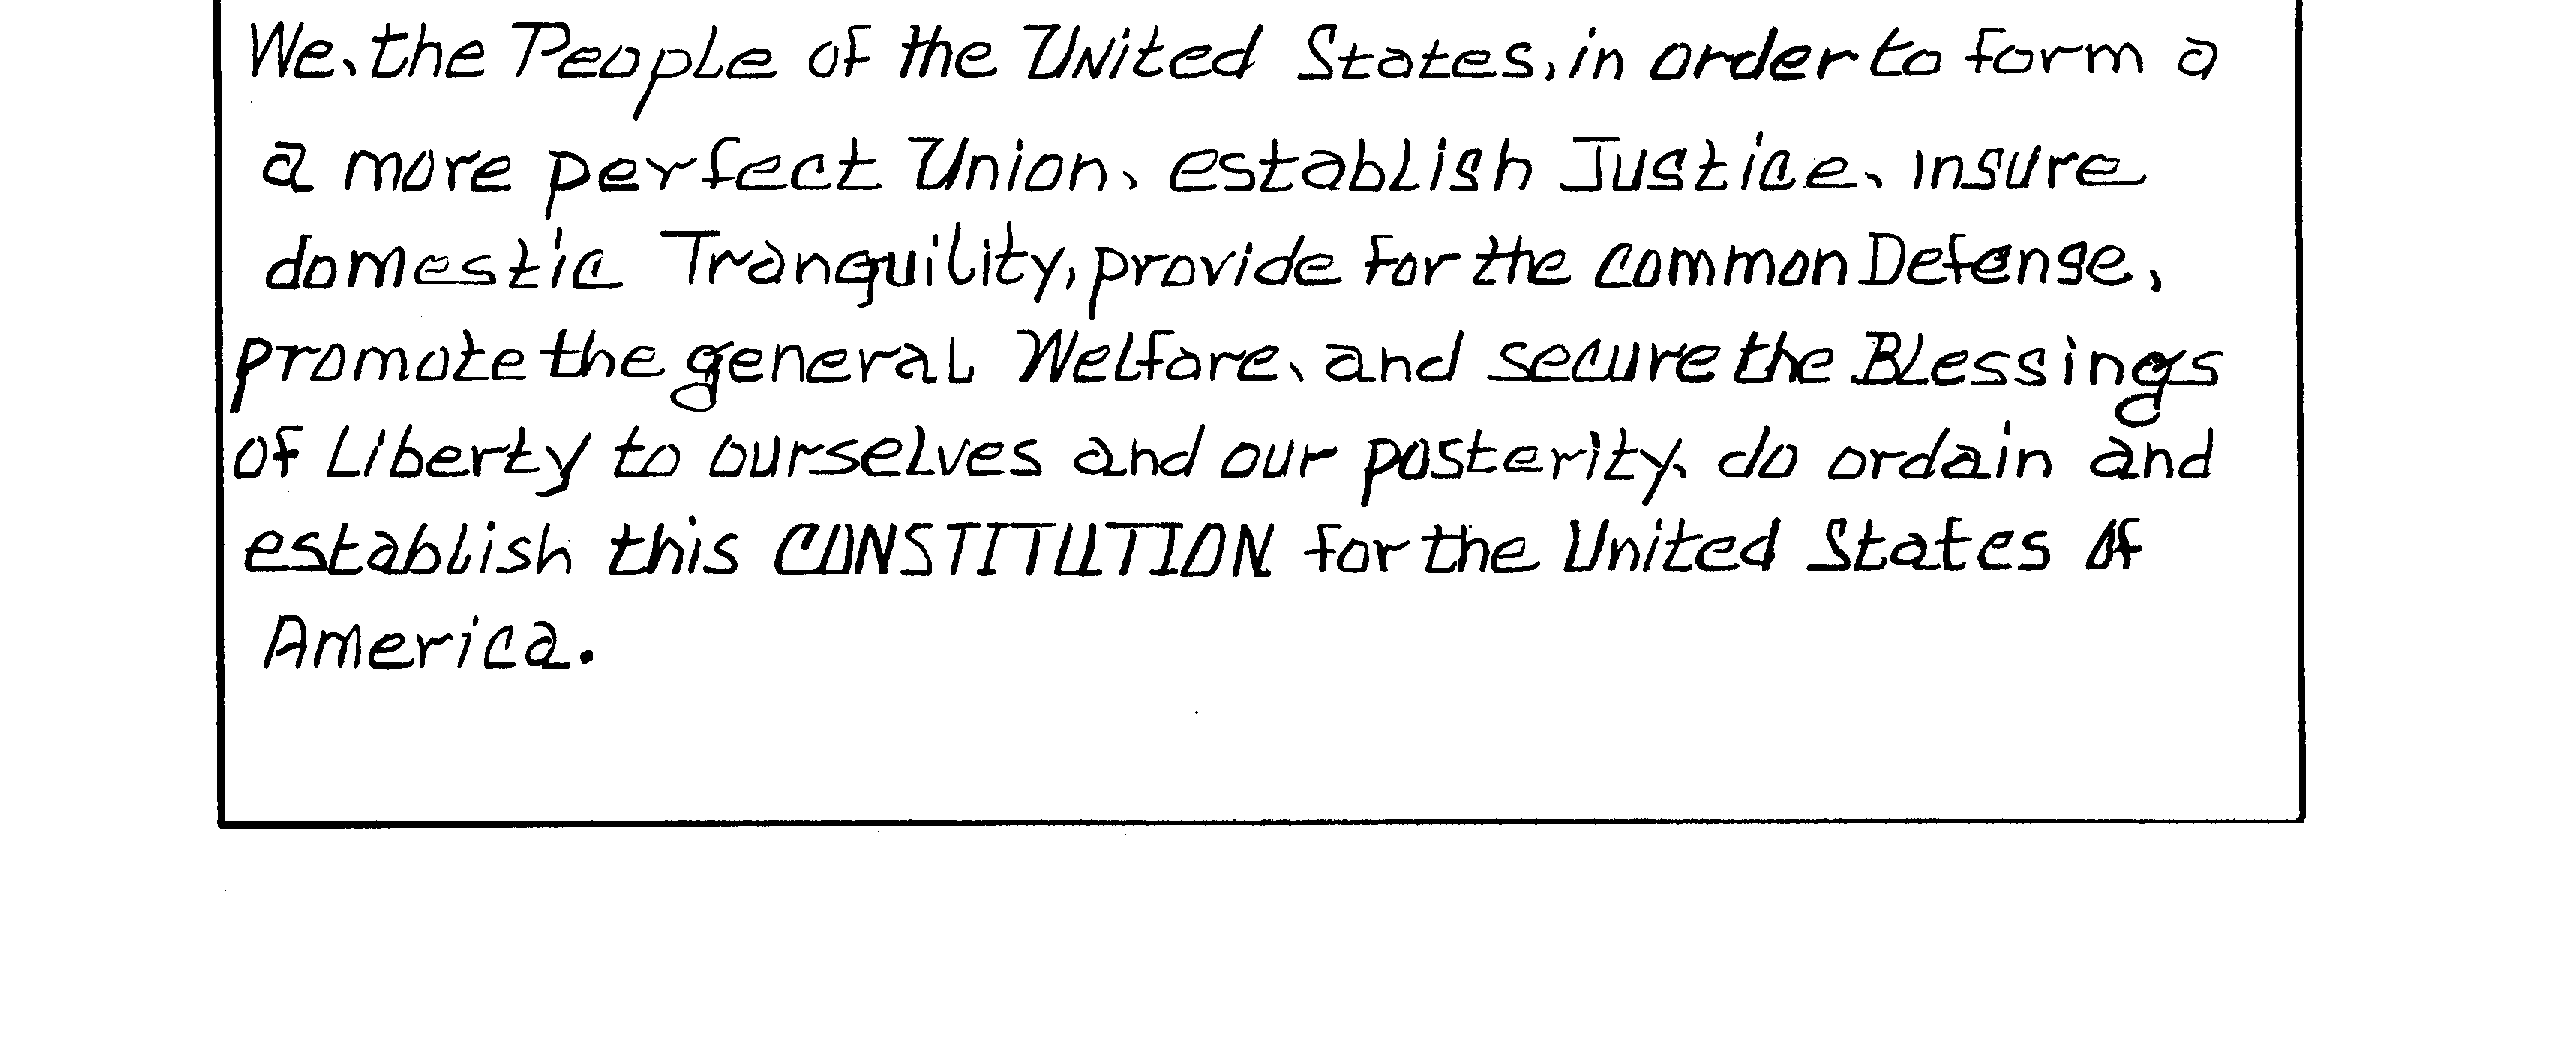 We, the People of the United States, in order to form a
a more perfect Union, establish Justice, insure
domestic Tranquility, provide for the common Defense,
promote the general Welfare, and secure the Blessings
of Liberty to ourselves and our posterity, do ordain and
establish this CONSTITUTION for the United States Of
America.